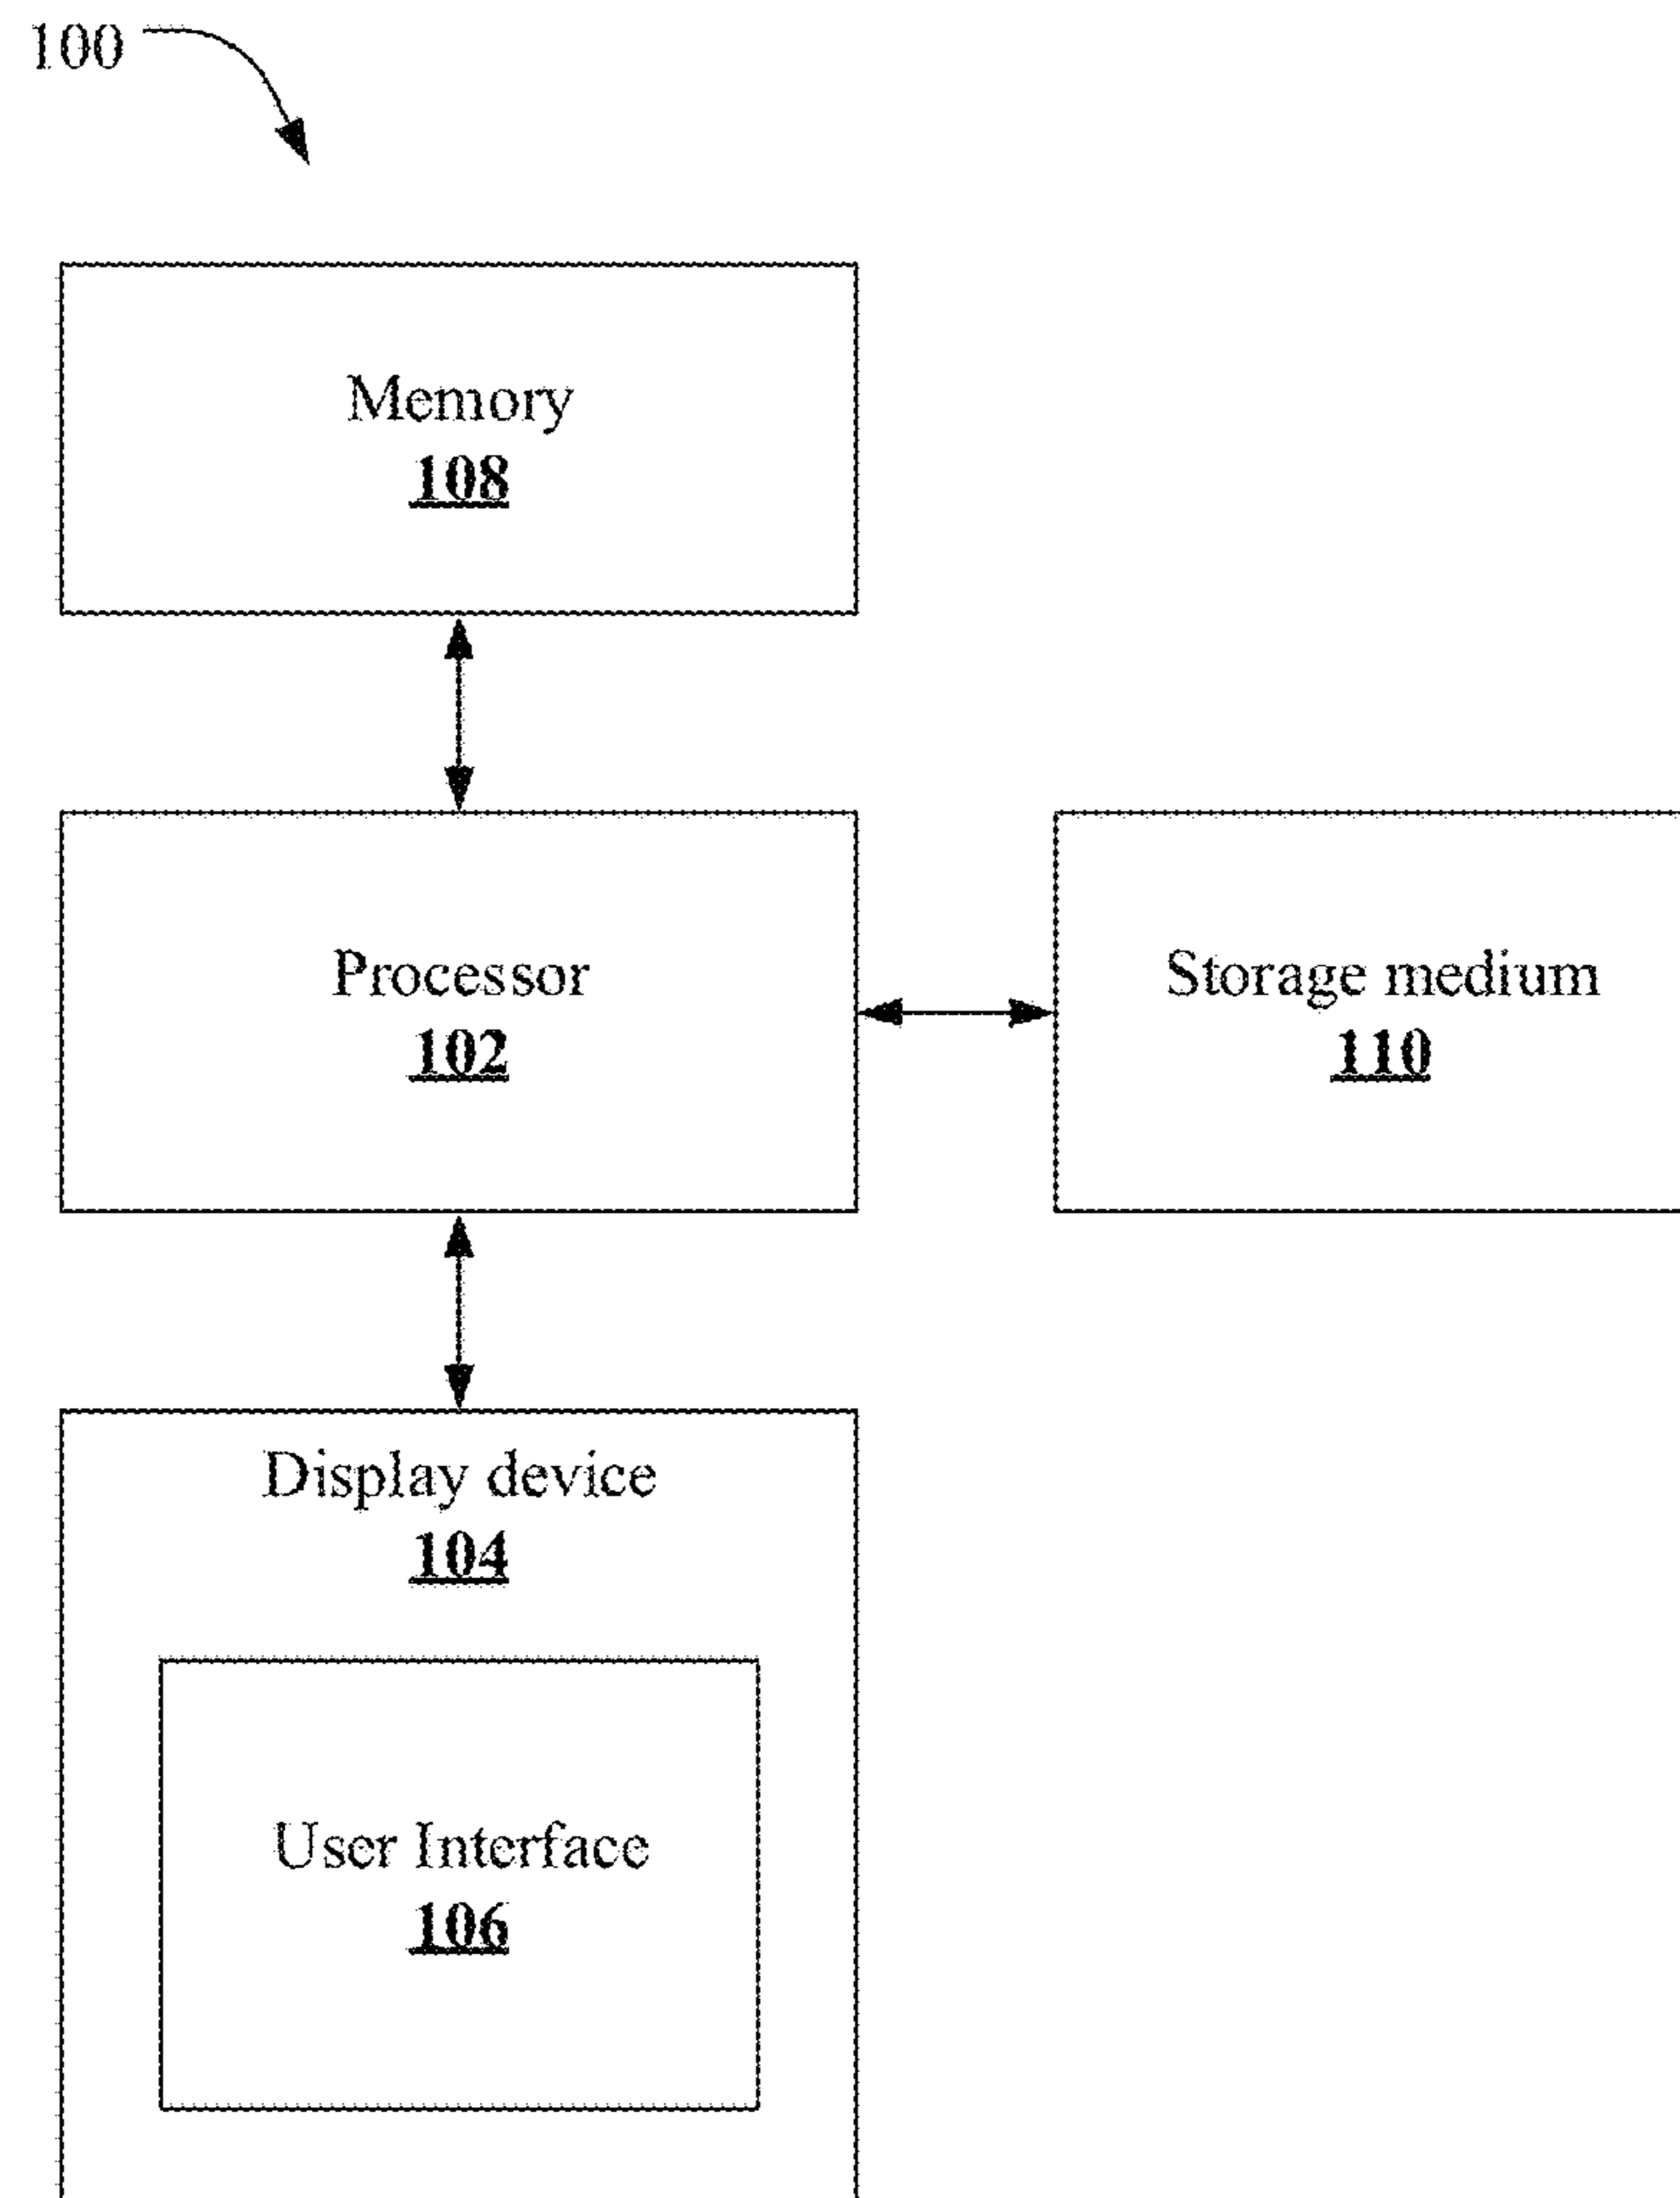 100
Memory
108
Processor
102
Storage medium
110
Display device
104
User Interface
106